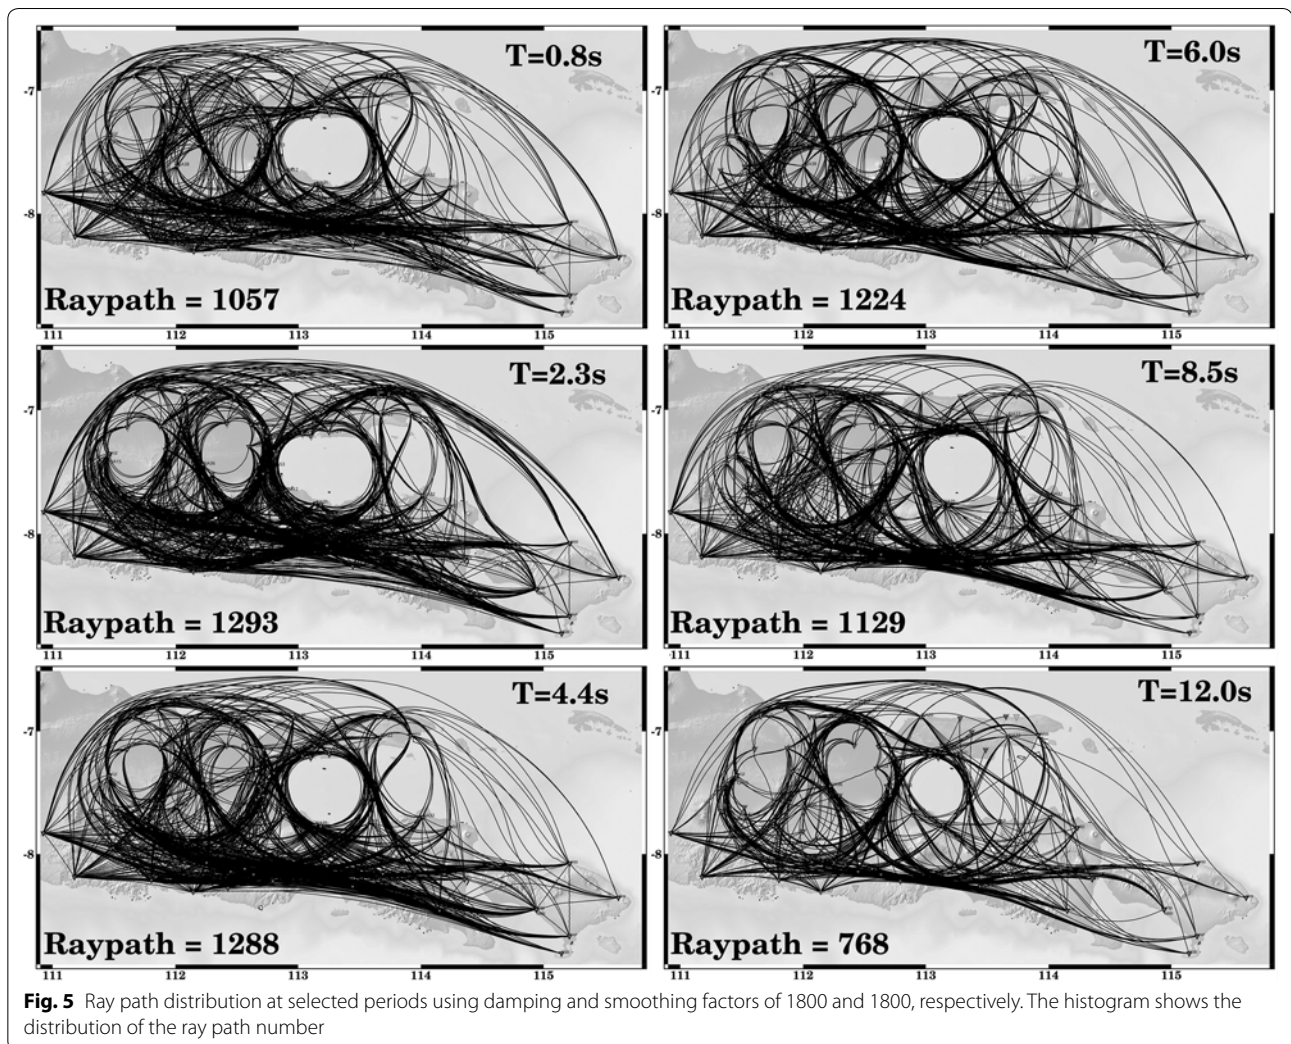 T=0.8s
-7
-8
Raypath = 1057
111 112 113 114 115
T=6.0s
-7
-8
Raypath = 1224
111 112 113 114 115
T=2.3s
-7
-8
Raypath = 1293
111 112 113 114 115
T=8.5s
-7
-8
Raypath = 1129
111 112 113 114 115
T=4.4s
-7
-8
Raypath = 1288
111 112 113 114 115
T=12.0s
-7
-8
Raypath = 768
111 112 113 114 115
Fig. 5 Ray path distribution at selected periods using damping and smoothing factors of 1800 and 1800, respectively. The histogram shows the
distribution of the ray path number